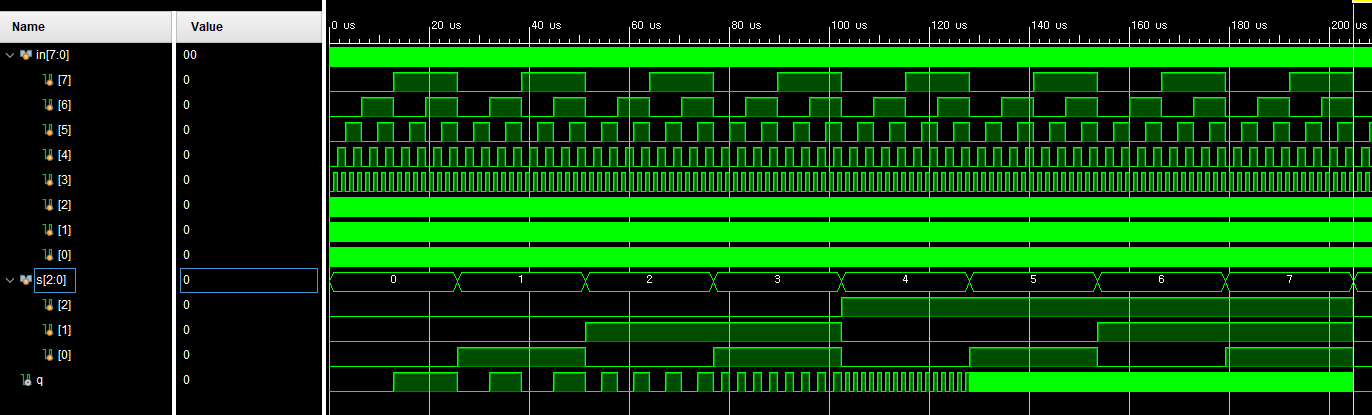 Name Value
0 us 20 us 40 us 60 us 80 us 100 us 120 us 140 us 160 us 180 us 200 us
in[7:0] 00
[7] 0
[6] 0
[5] 0
[4] 0
[3] 0
[2] 0
[1] 0
[0] 0
s[2:0] 0 0 1 2 3 4 5 6 7
[2] 0
[1] 0
[0] 0
q 0